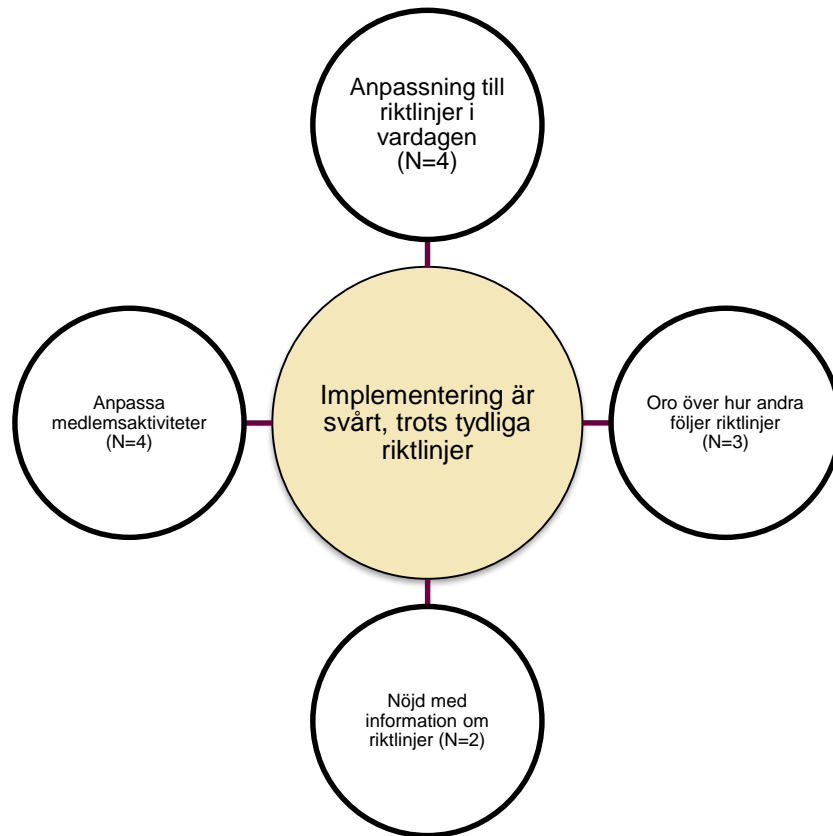 Anpassning till
riktlinjer i
vardagen
(N=4)
Anpassa
medlemsaktiviteter
(N=4)
Implementering är
svårt, trots tydliga
riktlinjer
Oro över hur andra
följer riktlinjer
(N=3)
Nöjd med
information om
riktlinjer (N=2)